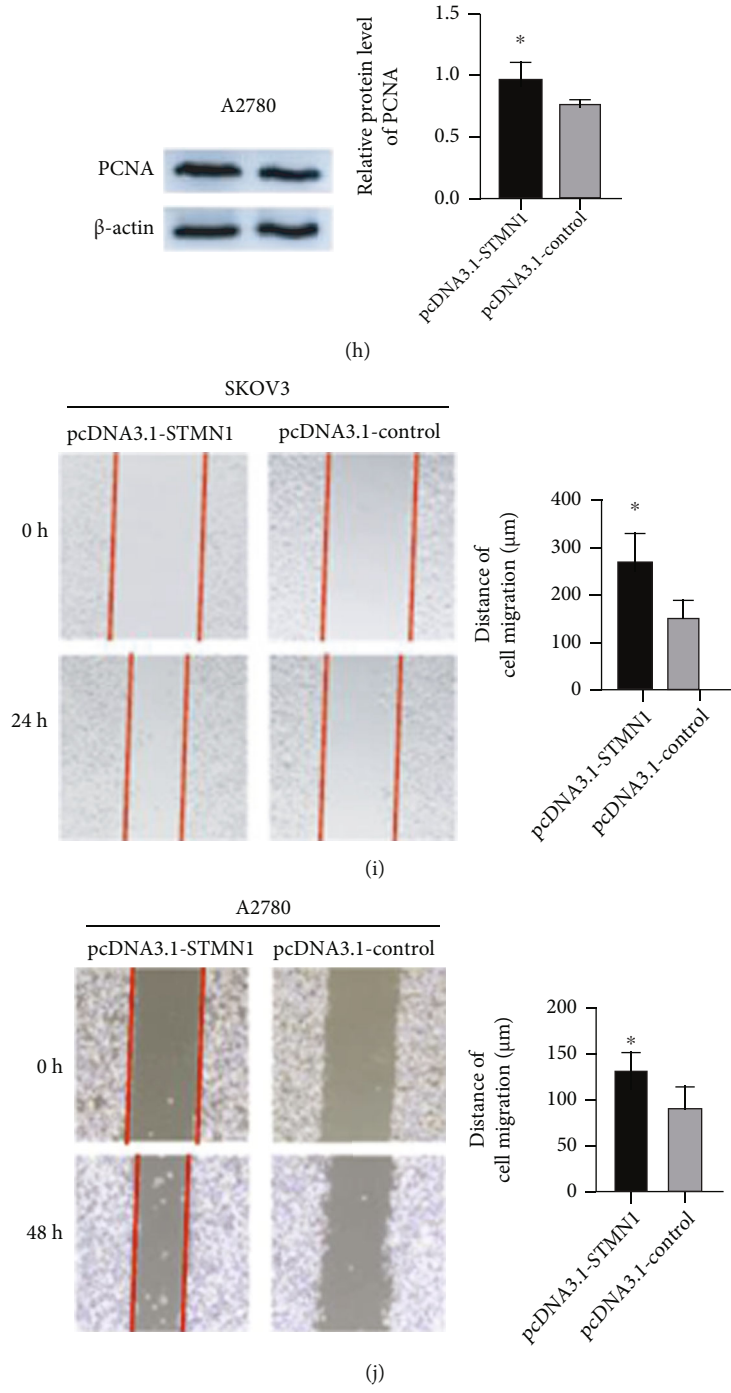 A2780
PCNA
β-actin
Relative protein level
of PCNA
1.5
1.0
0.5
0.0
*
pcDNA3.1-STMN1
pcDNA3.1-control
(h)
SKOV3
pcDNA3.1-STMN1
pcDNA3.1-control
0 h
24 h
Distance of
cell migration (μm)
400
300
200
100
0
*
pcDNA3.1-STMN1
pcDNA3.1-control
(i)
A2780
pcDNA3.1-STMN1
pcDNA3.1-control
0 h
48 h
Distance of
cell migration (μm)
200
150
100
50
0
*
pcDNA3.1-STMN1
pcDNA3.1-control
(j)